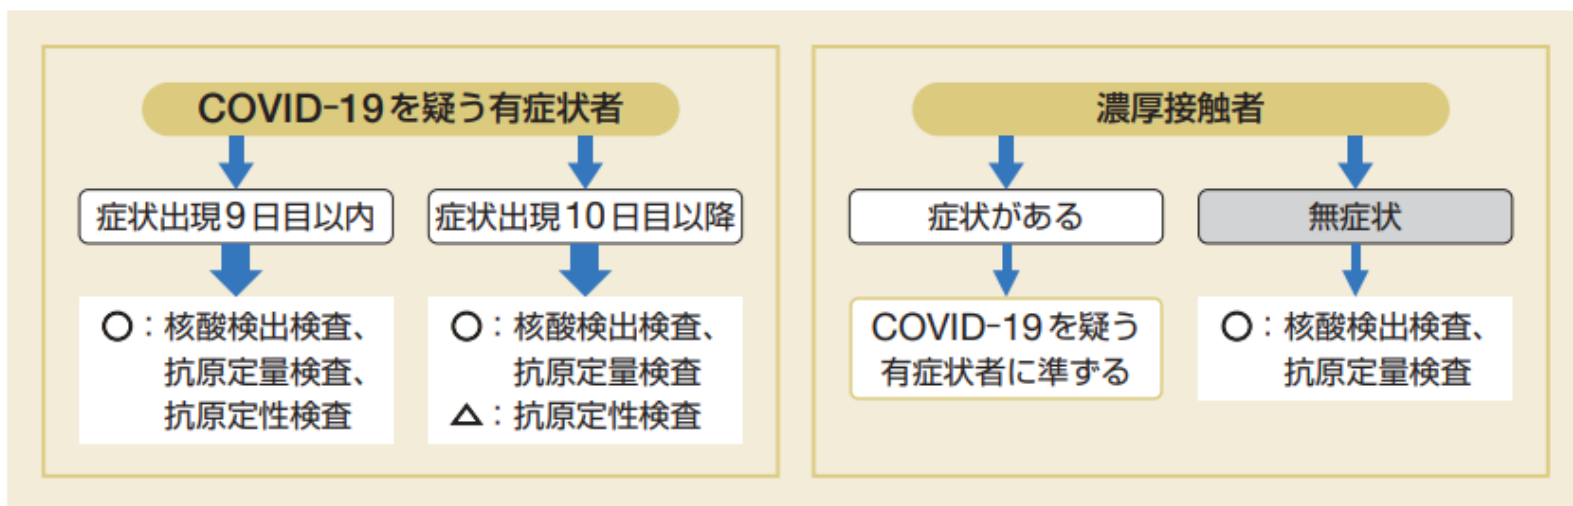 COVID-19を疑う有症状者
症状出現9日目以内
○：核酸検出検査、
抗原定量検査、
抗原定性検査
症状出現10日目以降
○：核酸検出検査、
抗原定量検査
△：抗原定性検査
濃厚接触者
症状がある
COVID-19を疑う
有症状者に準ずる
無症状
○：核酸検出検査、
抗原定量検査